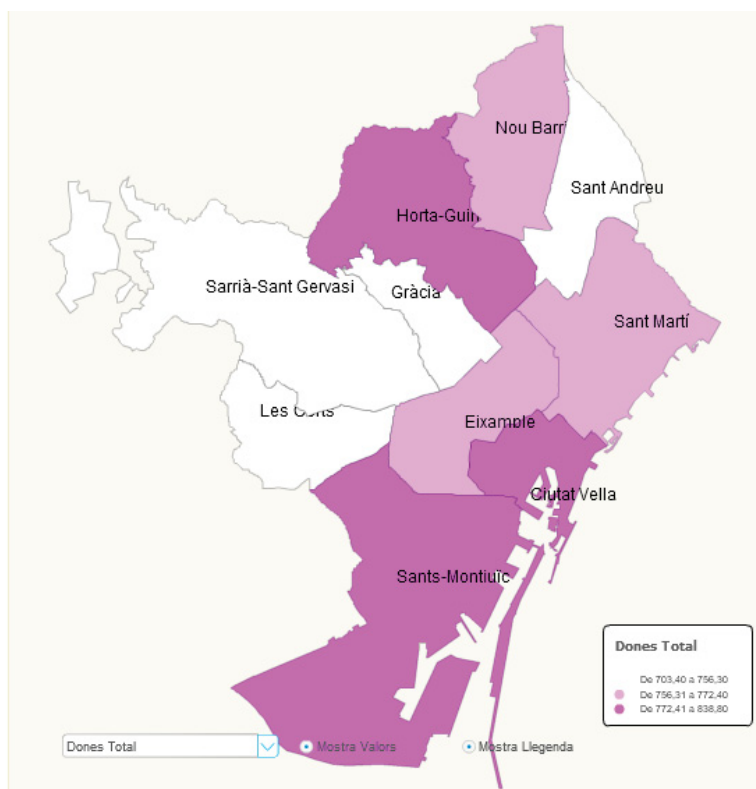 Nou Barri
Sant Andreu
Horta-Guin
Sarrià-Sant Gervasi
Gràcia
Sant Martí
Les Corts
Eixample
Ciutat Vella
Sants-Montjuïc
Dones Total
De 703,40 a 756,30
De 756,31 a 772,40
De 772,41 a 838,80
Dones Total
Mostra Valors
Mostra Llegenda